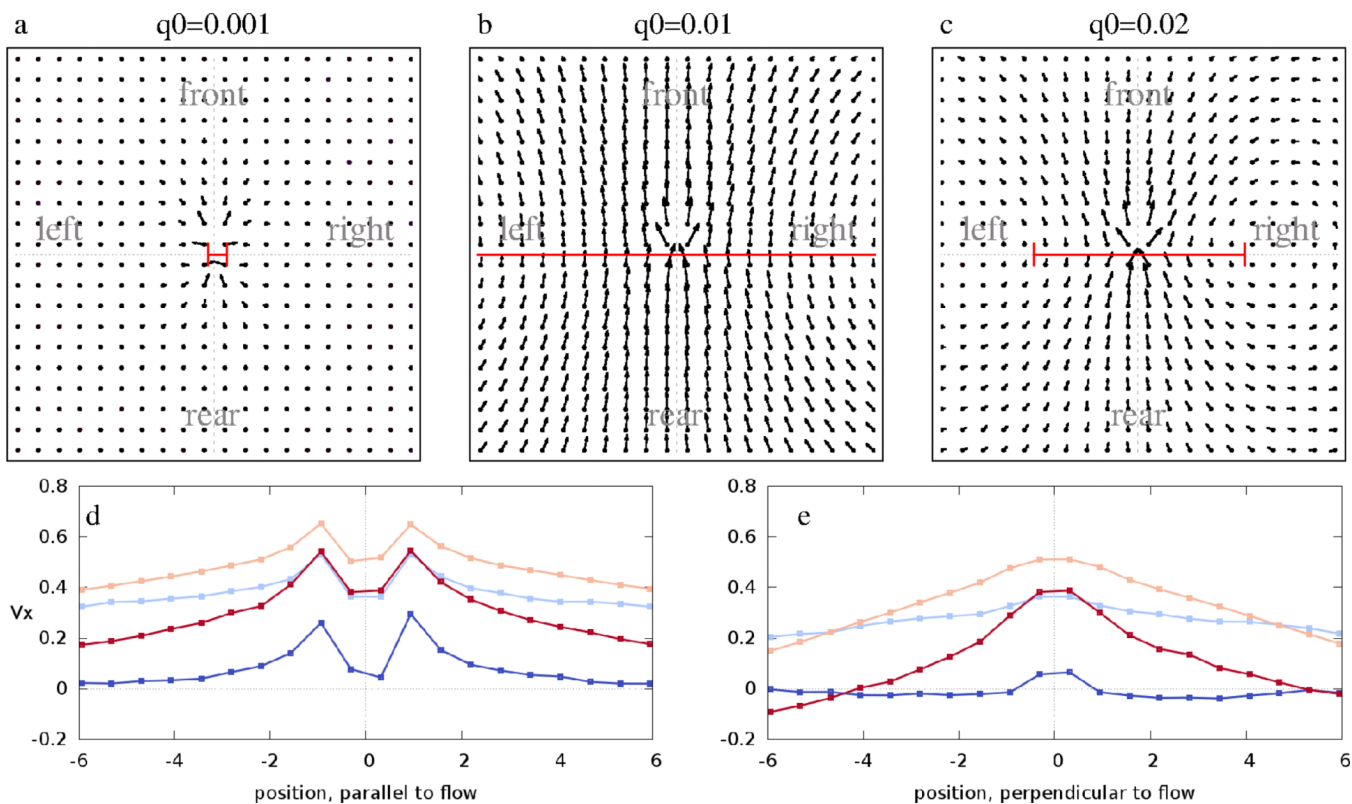 a q0=0.001 b q0=0.01 c q0=0.02
front front front
left right left right left right
rear rear rear
0.8 d 0.8 e
0.6 0.6
0.4 0.4
Vx
0.2 0.2
0 0
-0.2 -0.2
-6 -4 -2 0 2 4 6 -6 -4 -2 0 2 4 6
position, parallel to flow position, perpendicular to flow